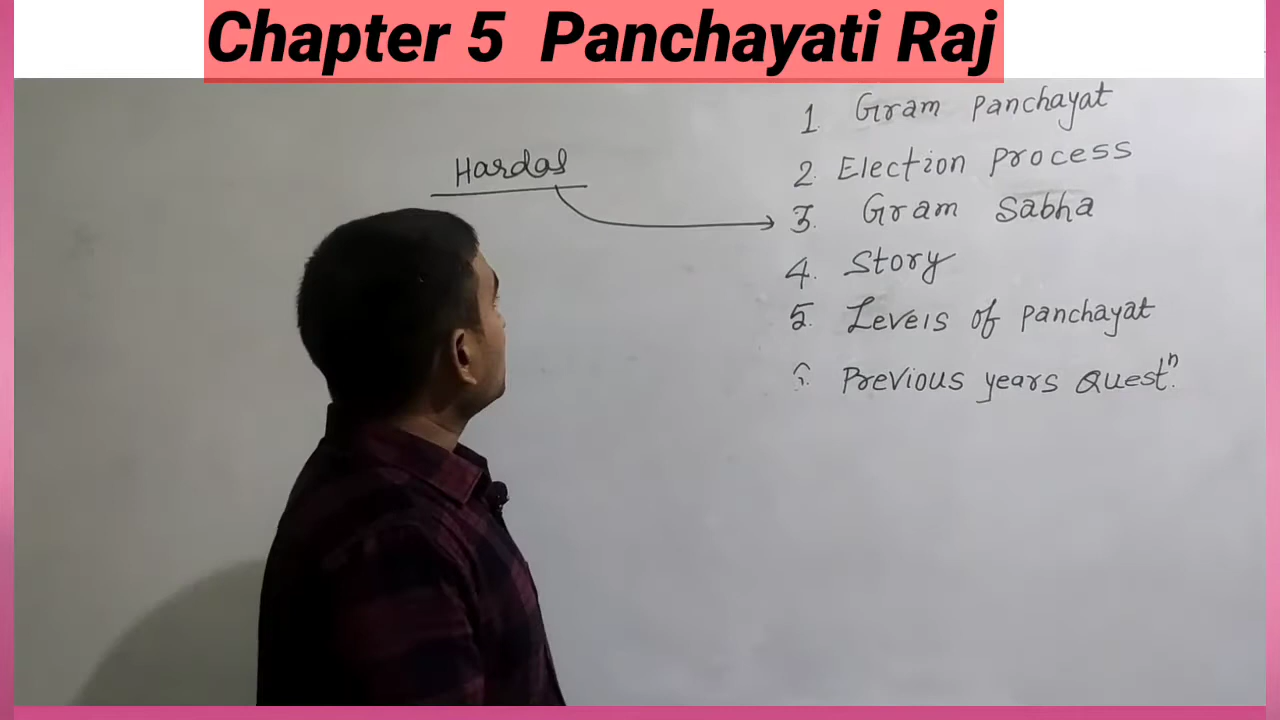 Chapter 5 Panchayati Raj
Hardas
1. Gram Panchayat
2. Election Process
3. Gram Sabha
4. Story
5. Levels of Panchayat
Previous years Questⁿ.